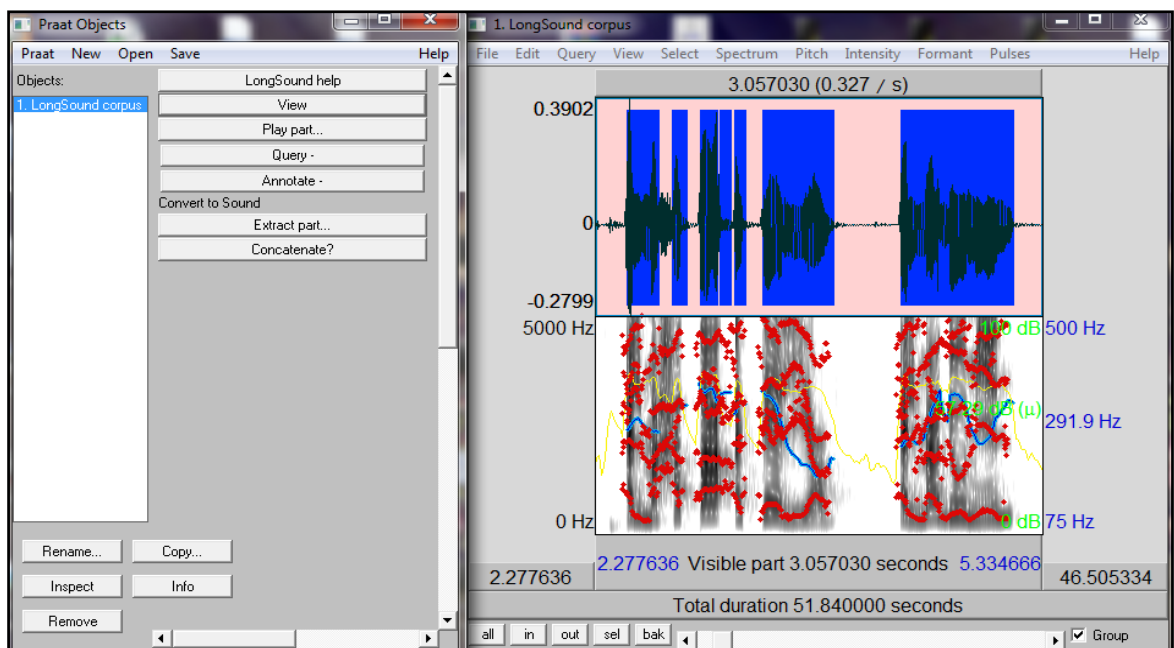 Praat Objects
Praat New Open Save Help
Objects:
1. LongSound corpus
LongSound help
View
Play part...
Query -
Annotate -
Convert to Sound
Extract part...
Concatenate?
Rename... Copy...
Inspect Info
Remove
1. LongSound corpus
File Edit Query View Select Spectrum Pitch Intensity Formant Pulses Help
3.057030 (0.327 / s)
0.3902
0
-0.2799
5000 Hz 100 dB 500 Hz
dB (µ) 291.9 Hz
0 Hz 0 dB 75 Hz
2.277636 2.277636 Visible part 3.057030 seconds 5.334666 46.505334
Total duration 51.840000 seconds
all in out sel bak Group